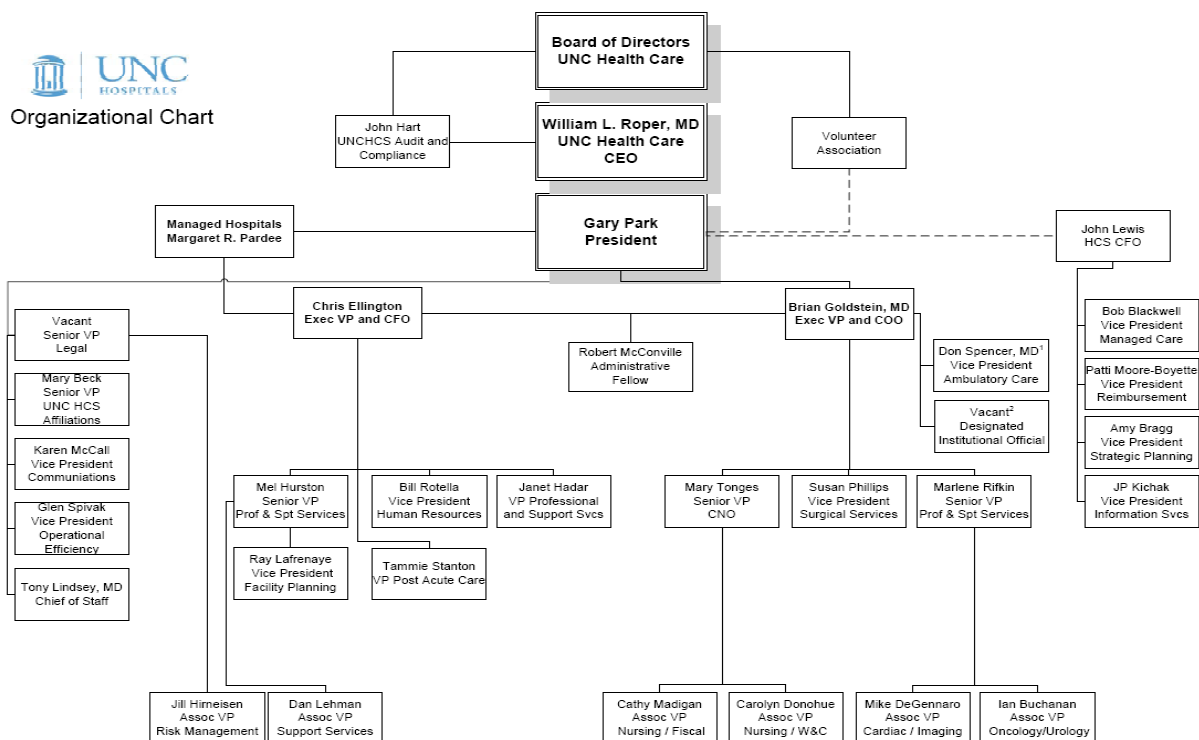 UNC
HOSPITALS
Organizational Chart
Board of Directors
UNC Health Care
John Hart
UNCHCS Audit and
Compliance
William L. Roper, MD
UNC Health Care
CEO
Volunteer
Association
Managed Hospitals
Margaret R. Pardee
Gary Park
President
John Lewis
HCS CFO
Chris Ellington
Exec VP and CFO
Brian Goldstein, MD
Exec VP and COO
Robert McConville
Administrative
Fellow
Vacant
Senior VP
Legal
Mary Beck
Senior VP
UNC HCS
Affiliations
Karen McCall
Vice President
Communiations
Glen Spivak
Vice President
Operational
Efficiency
Tony Lindsey, MD
Chief of Staff
Don Spencer, MD¹
Vice President
Ambulatory Care
Vacant²
Designated
Institutional Official
Bob Blackwell
Vice President
Managed Care
Patti Moore-Boyette
Vice President
Reimbursement
Amy Bragg
Vice President
Strategic Planning
JP Kichak
Vice President
Information Svcs
Mel Hurston
Senior VP
Prof & Spt Services
Bill Rotella
Vice President
Human Resources
Janet Hadar
VP Professional
and Support Svcs
Mary Tonges
Senior VP
CNO
Susan Phillips
Vice President
Surgical Services
Marlene Rifkin
Senior VP
Prof & Spt Services
Ray Lafrenaye
Vice President
Facility Planning
Tammie Stanton
VP Post Acute Care
Jill Himeisen
Assoc VP
Risk Management
Dan Lehman
Assoc VP
Support Services
Cathy Madigan
Assoc VP
Nursing / Fiscal
Carolyn Donohue
Assoc VP
Nursing / W&C
Mike DeGennaro
Assoc VP
Cardiac / Imaging
Ian Buchanan
Assoc VP
Oncology/Urology